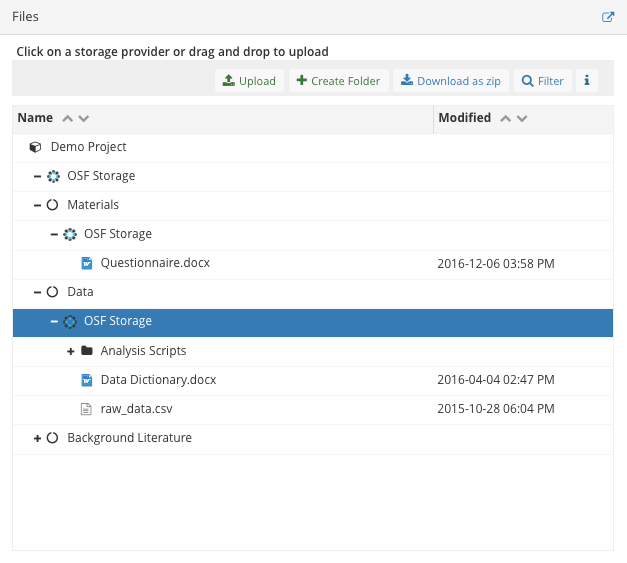 Files
Click on a storage provider or drag and drop to upload
Upload Create Folder Download as zip Filter
Name Modified
Demo Project
OSF Storage
Materials
OSF Storage
Questionnaire.docx 2016-12-06 03:58 PM
Data
OSF Storage
Analysis Scripts
Data Dictionary.docx 2016-04-04 02:47 PM
raw_data.csv 2015-10-28 06:04 PM
Background Literature